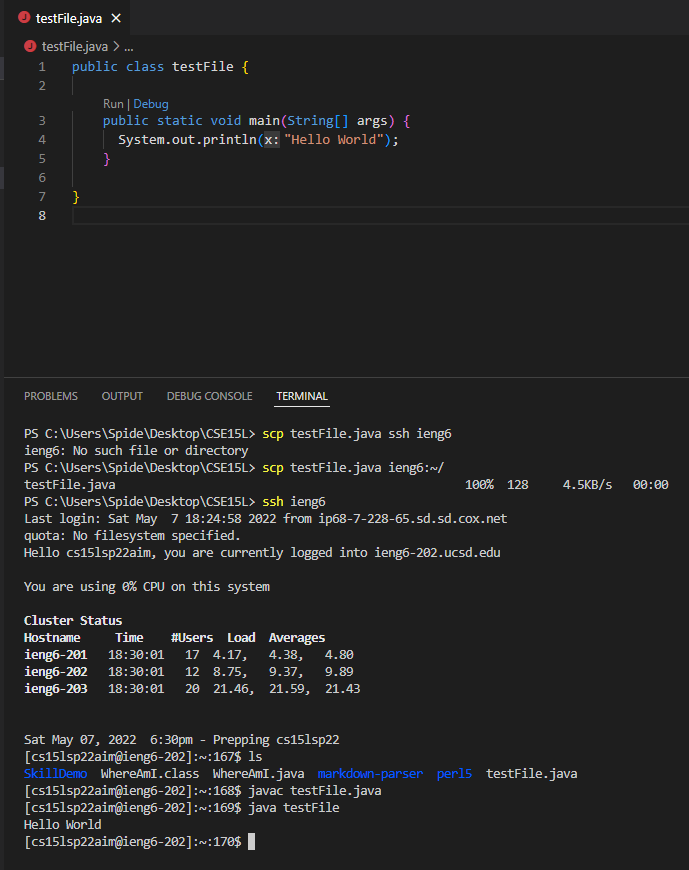 testFile.java
testFile.java > ...
1 public class testFile {
2
Run | Debug
3 public static void main(String[] args) {
4 System.out.println(x: "Hello World");
5 }
6
7 }
8
PROBLEMS OUTPUT DEBUG CONSOLE TERMINAL
PS C:\Users\Spide\Desktop\CSE15L> scp testFile.java ssh ieng6
ieng6: No such file or directory
PS C:\Users\Spide\Desktop\CSE15L> scp testFile.java ieng6:~/
testFile.java 100% 128 4.5KB/s 00:00
PS C:\Users\Spide\Desktop\CSE15L> ssh ieng6
Last login: Sat May 7 18:24:58 2022 from ip68-7-228-65.sd.sd.cox.net
quota: No filesystem specified.
Hello cs15lsp22aim, you are currently logged into ieng6-202.ucsd.edu
You are using 0% CPU on this system
Cluster Status
Hostname Time #Users Load Averages
ieng6-201 18:30:01 17 4.17, 4.38, 4.80
ieng6-202 18:30:01 12 8.75, 9.37, 9.89
ieng6-203 18:30:01 20 21.46, 21.59, 21.43
Sat May 07, 2022 6:30pm - Prepping cs15lsp22
[cs15lsp22aim@ieng6-202]:~:167$ ls
SkillDemo WhereAmI.class WhereAmI.java markdown-parser perl5 testFile.java
[cs15lsp22aim@ieng6-202]:~:168$ javac testFile.java
[cs15lsp22aim@ieng6-202]:~:169$ java testFile
Hello World
[cs15lsp22aim@ieng6-202]:~:170$